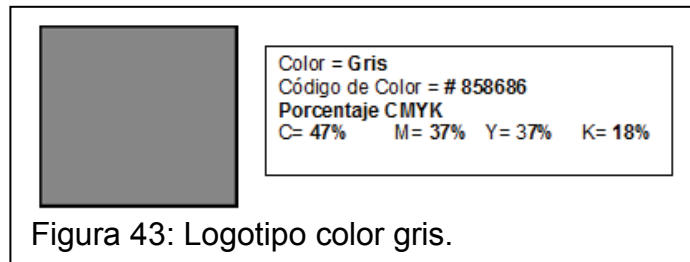 Color = Gris
Código de Color = # 858686
Porcentaje CMYK
C= 47% M= 37% Y= 37% K= 18%
Figura 43: Logotipo color gris.